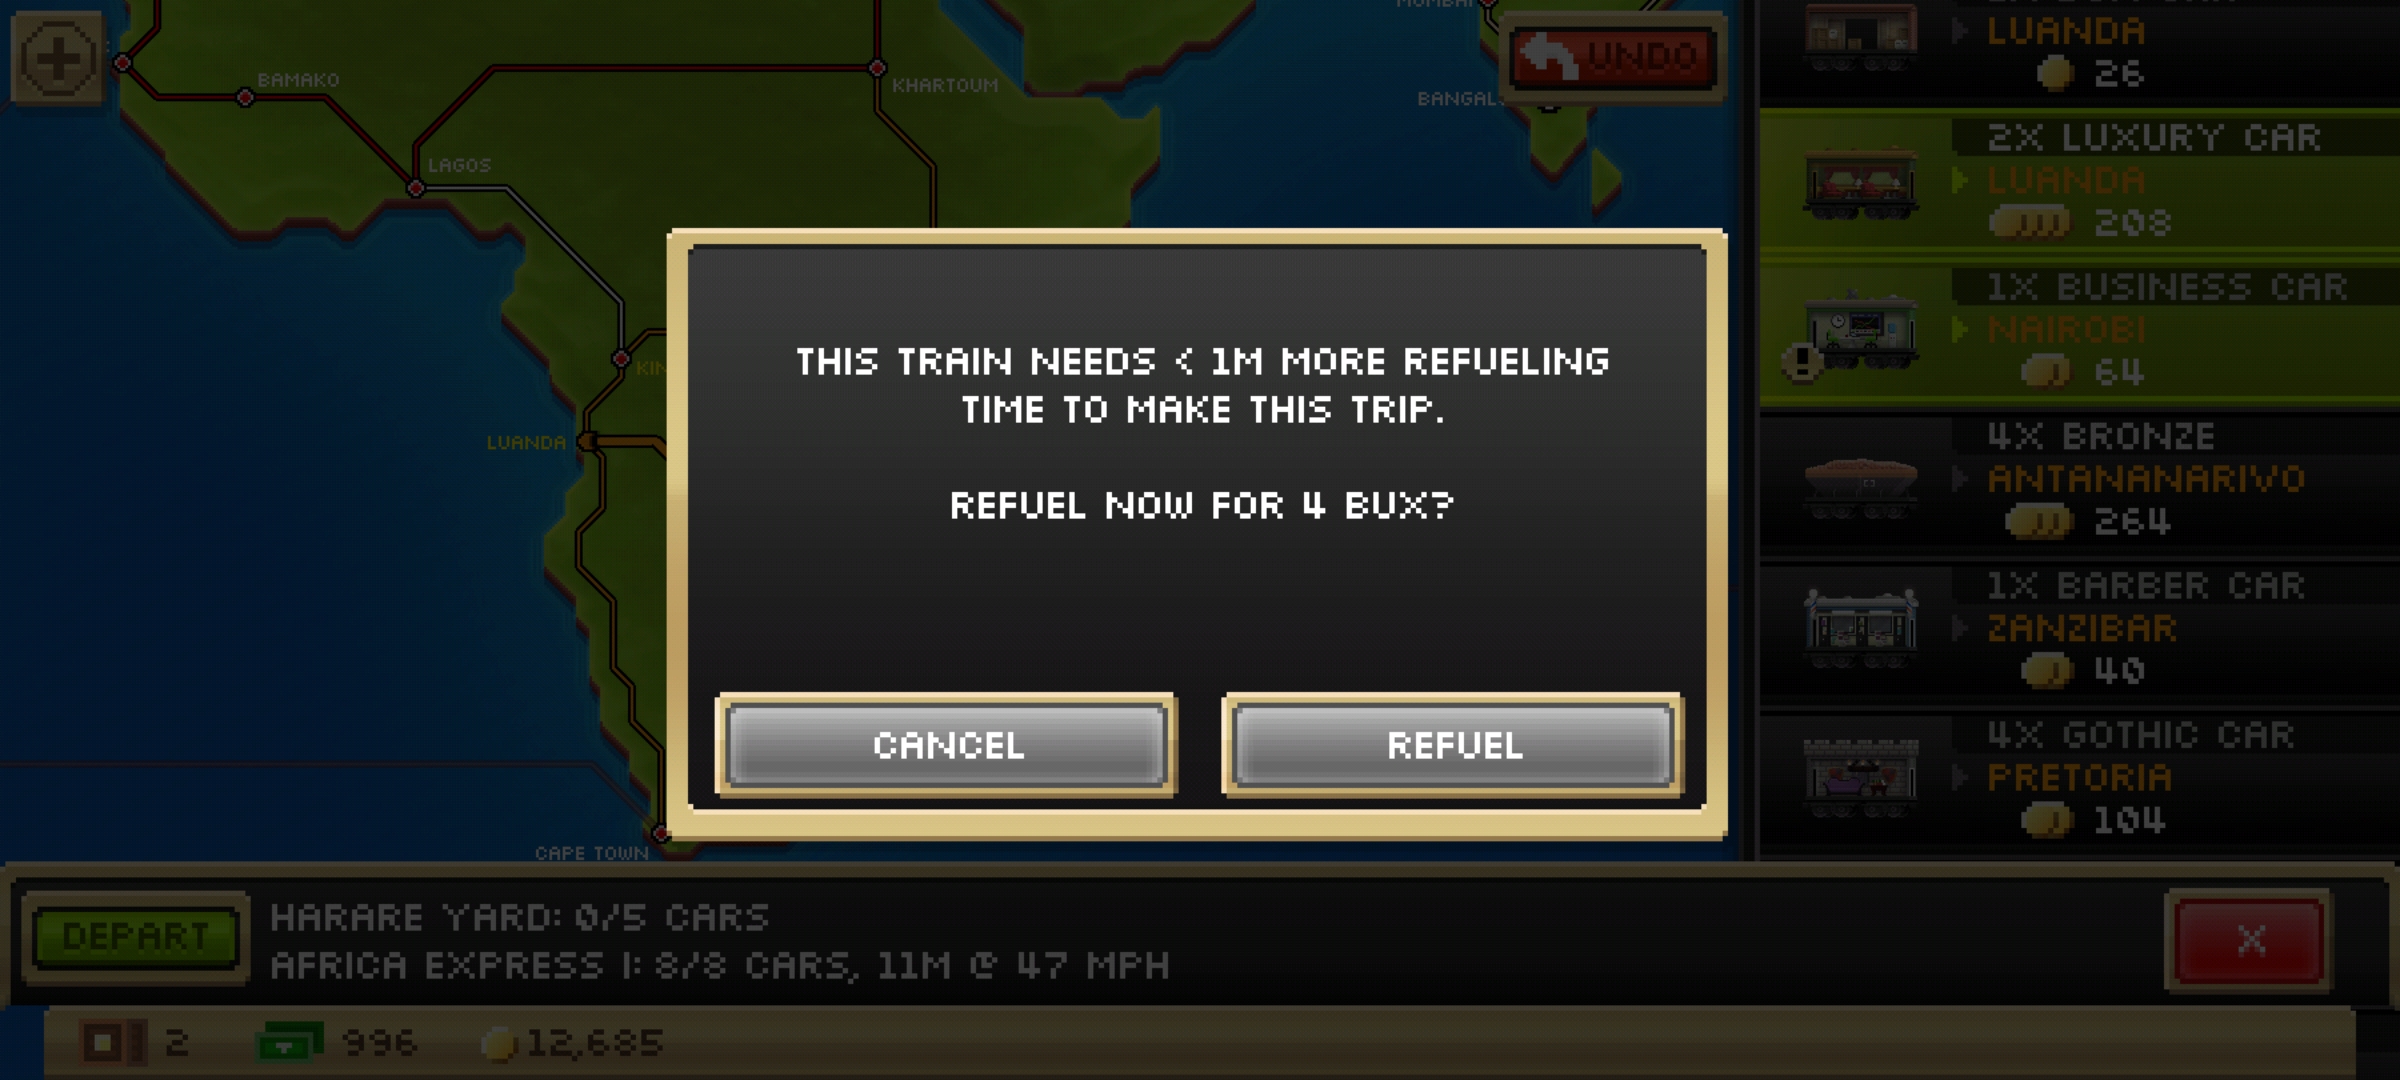 MUMBAI
UNDO
BAMAKO
KHARTOUM
LAGOS
LUANDA
CAPE TOWN
LUANDA
26
2X LUXURY CAR
LUANDA
208
1X BUSINESS CAR
NAIROBI
64
4X BRONZE
ANTANANARIVO
264
1X BARBER CAR
ZANZIBAR
40
4X GOTHIC CAR
PRETORIA
104
THIS TRAIN NEEDS < 1M MORE REFUELING
TIME TO MAKE THIS TRIP.
REFUEL NOW FOR 4 BUX?
CANCEL
REFUEL
DEPART
HARARE YARD: 0/5 CARS
AFRICA EXPRESS I: 8/8 CARS, 11M @ 47 MPH
X
2
996
12,685